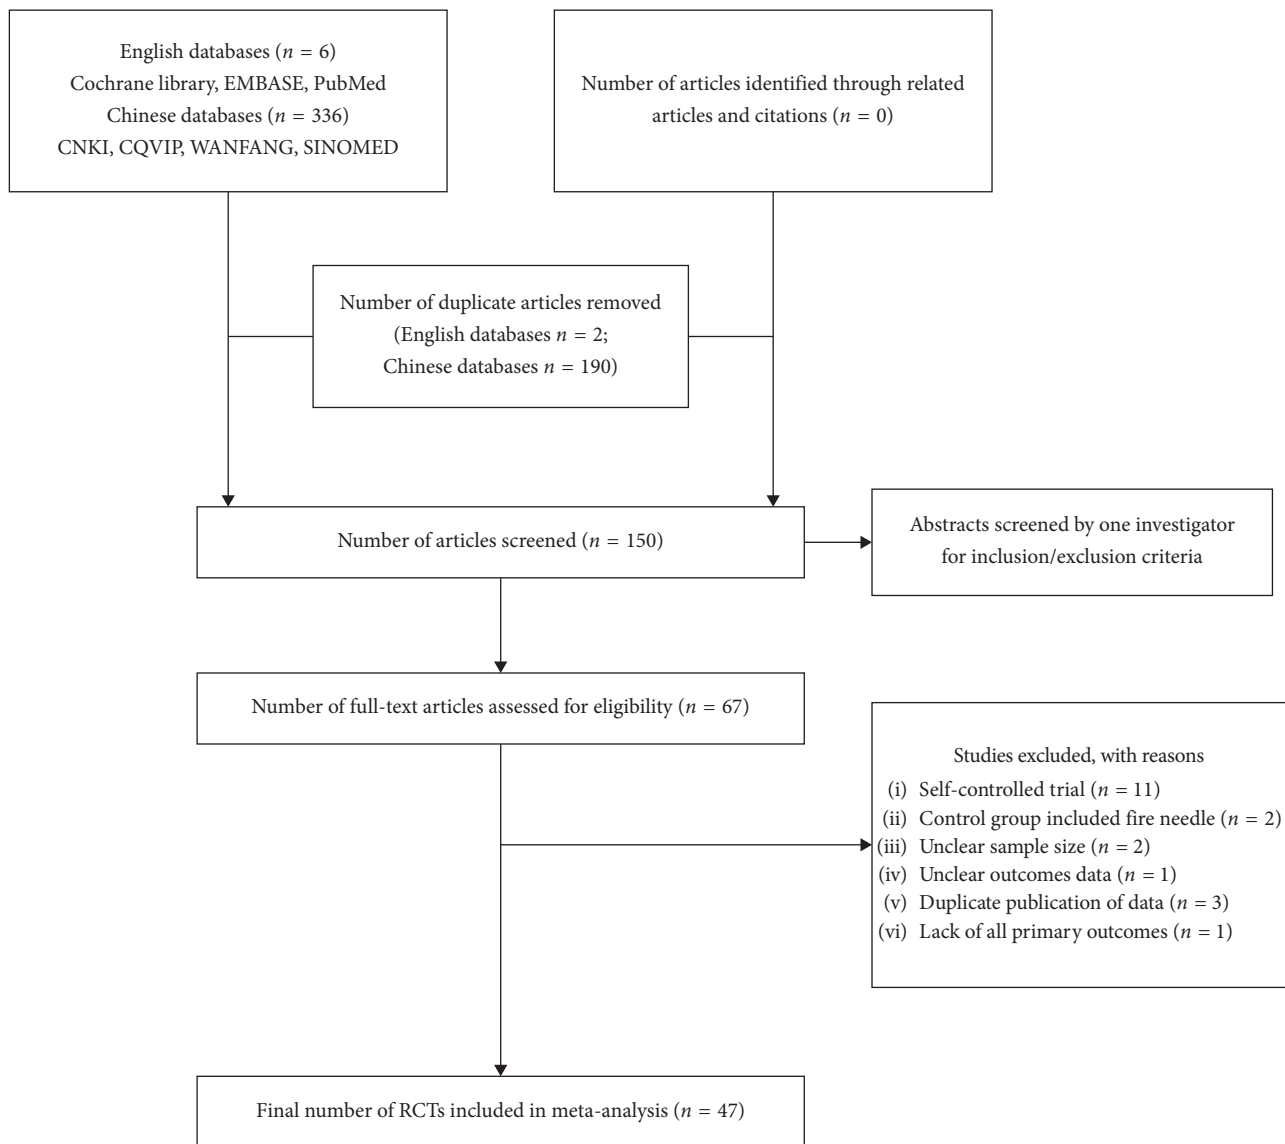 English databases (n = 6)
Cochrane library, EMBASE, PubMed
Chinese databases (n = 336)
CNKI, CQVIP, WANFANG, SINOMED
Number of articles identified through related
articles and citations (n = 0)
Number of duplicate articles removed
(English databases n = 2;
Chinese databases n = 190)
Number of articles screened (n = 150)
Abstracts screened by one investigator
for inclusion/exclusion criteria
Number of full-text articles assessed for eligibility (n = 67)
Studies excluded, with reasons
(i) Self-controlled trial (n = 11)
(ii) Control group included fire needle (n = 2)
(iii) Unclear sample size (n = 2)
(iv) Unclear outcomes data (n = 1)
(v) Duplicate publication of data (n = 3)
(vi) Lack of all primary outcomes (n = 1)
Final number of RCTs included in meta-analysis (n = 47)